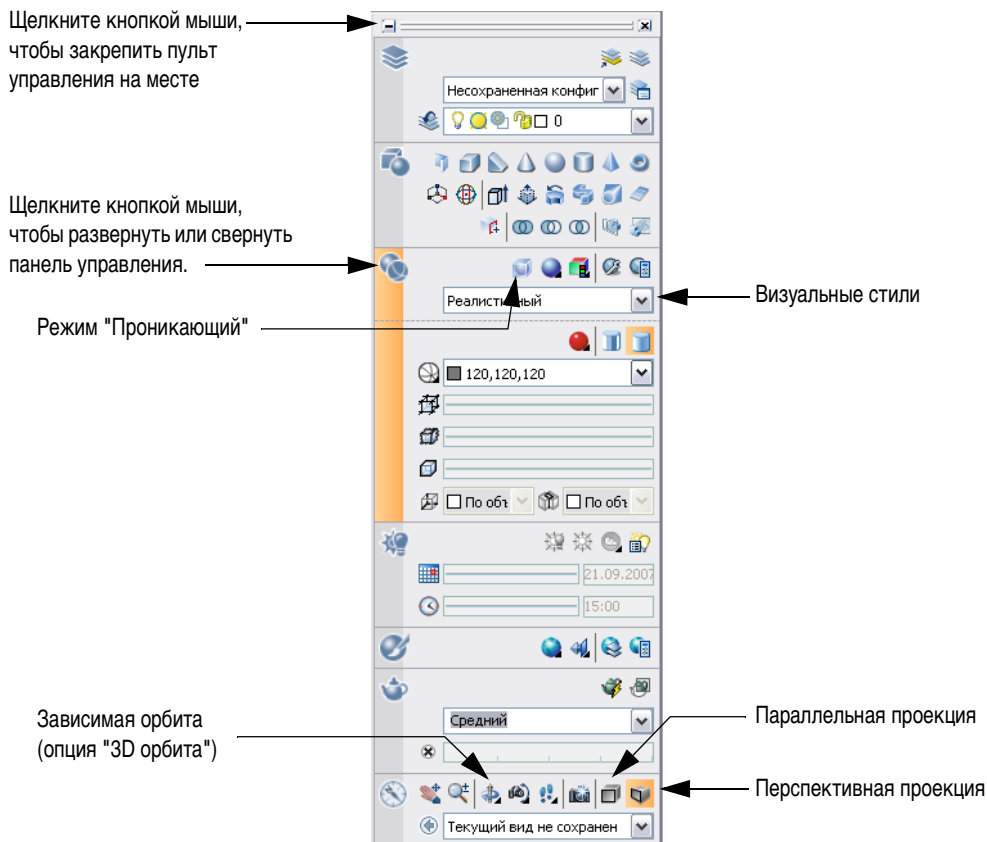 Щелкните кнопкой мыши,
чтобы закрепить пульт
управления на месте
Несохраненная конфиг
0
Щелкните кнопкой мыши,
чтобы развернуть или свернуть
панель управления.
Визуальные стили
Режим "Проникающий"
120,120,120
По объ
По объ
21.09.2007
15:00
Зависимая орбита
(опция "3D орбита")
Средний
Параллельная проекция
Перспективная проекция
Текущий вид не сохранен